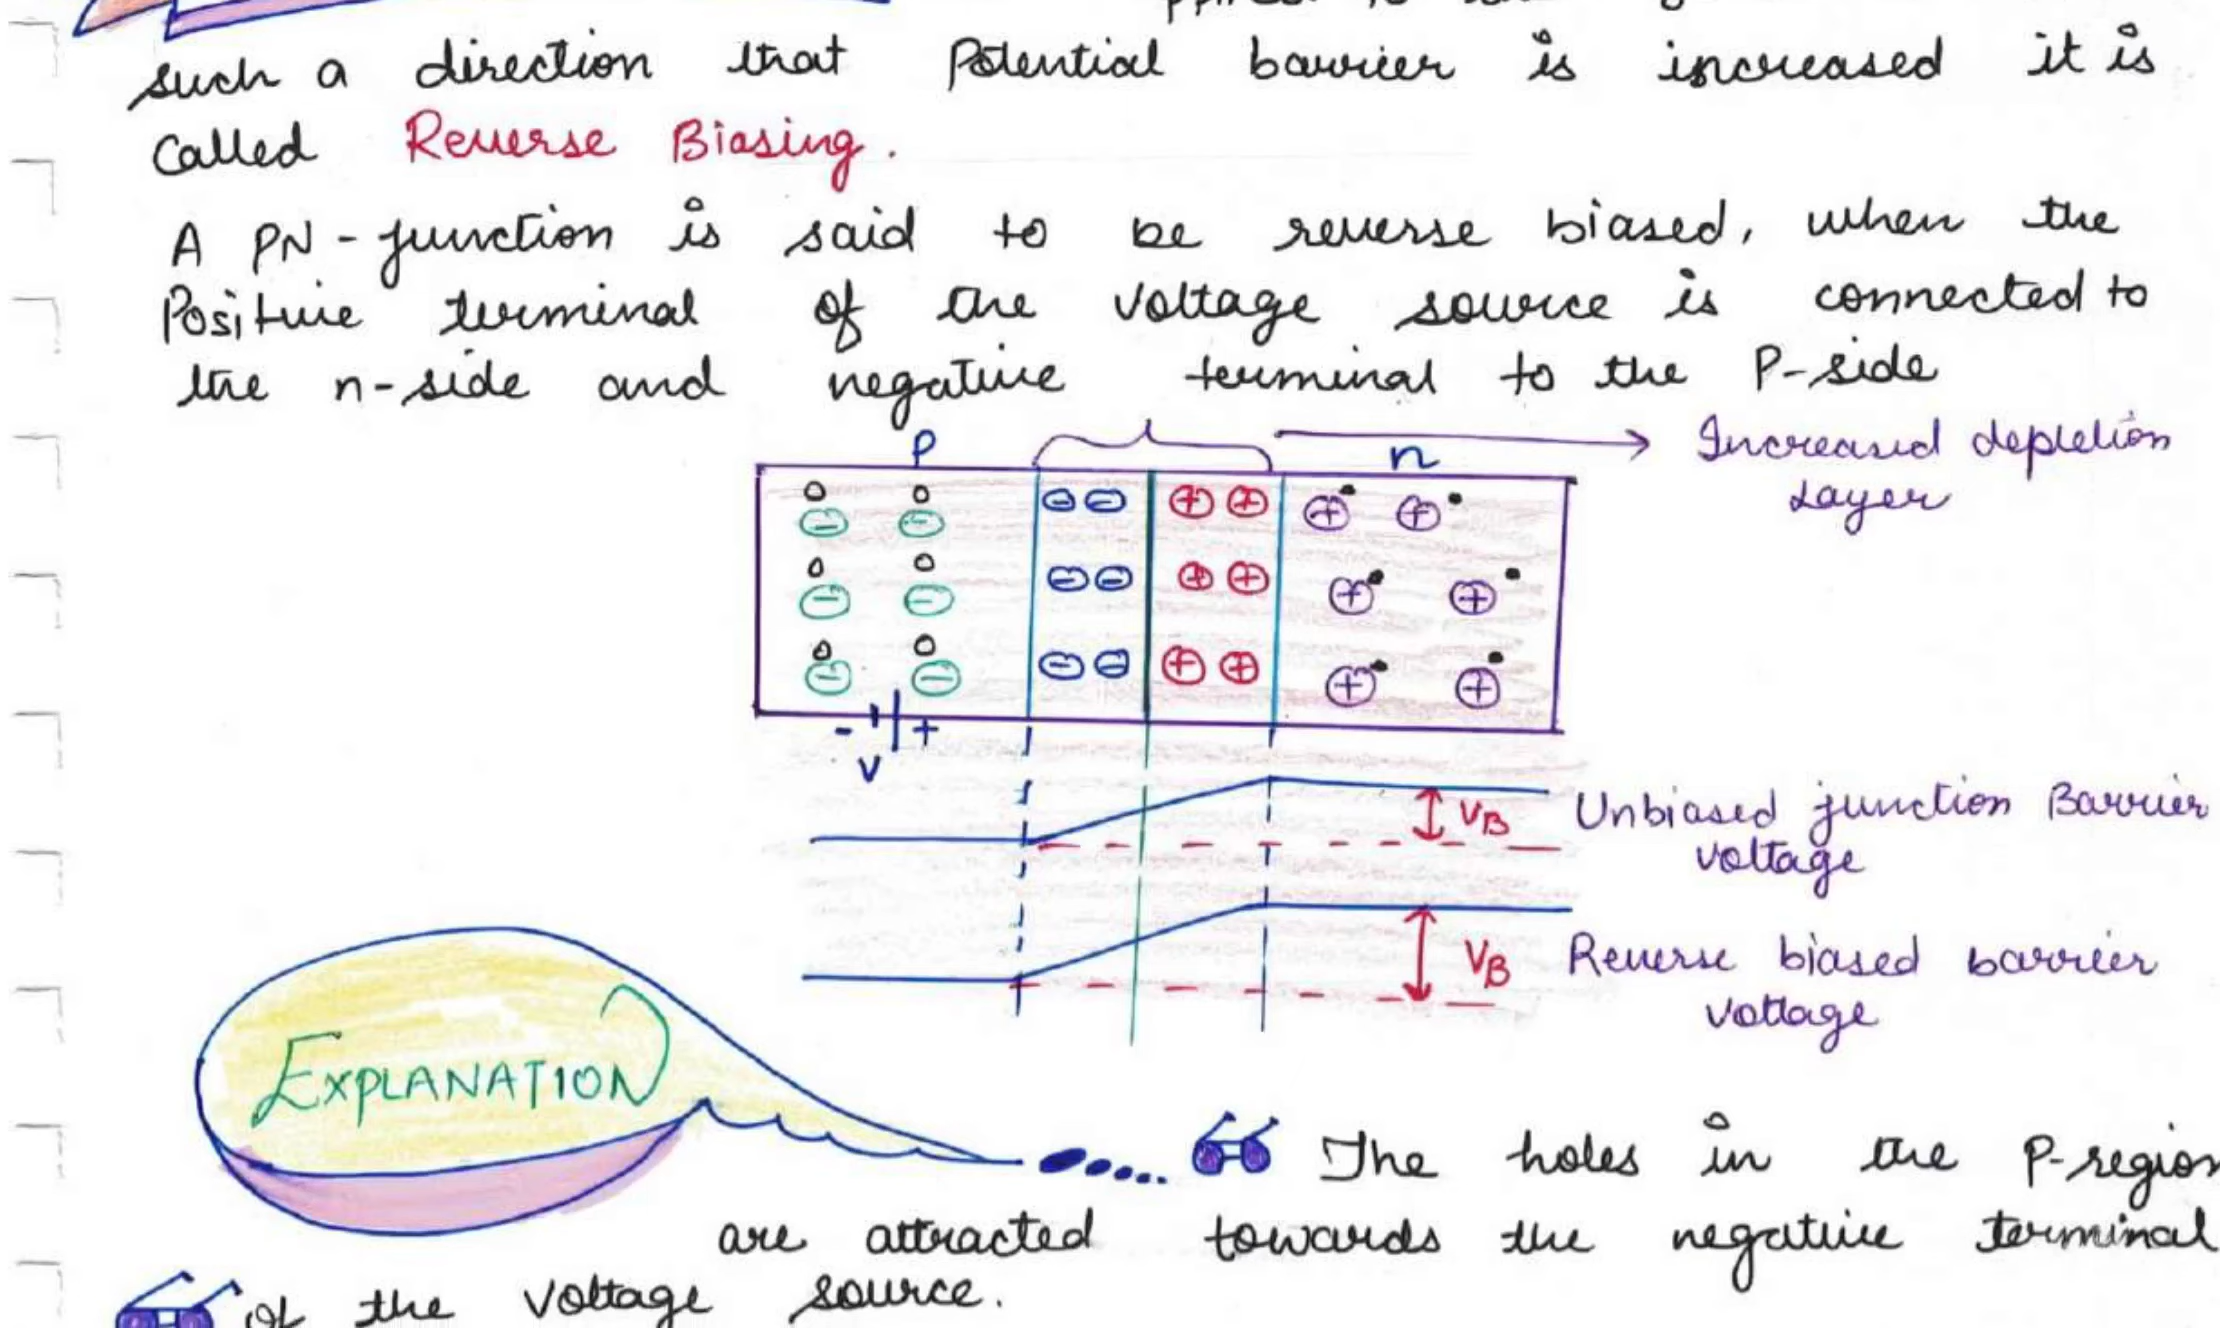 such a direction that Potential barrier is increased it is
called Reverse Biasing.
A PN-junction is said to be reverse biased, when the
Positive terminal of the voltage source is connected to
the n-side and negative terminal to the P-side
P n Increased depletion
Layer
- +
V
VB Unbiased junction Barrier
voltage
VB Reverse biased barrier
voltage
EXPLANATION
The holes in the P-region
are attracted towards the negative terminal
of the voltage source.